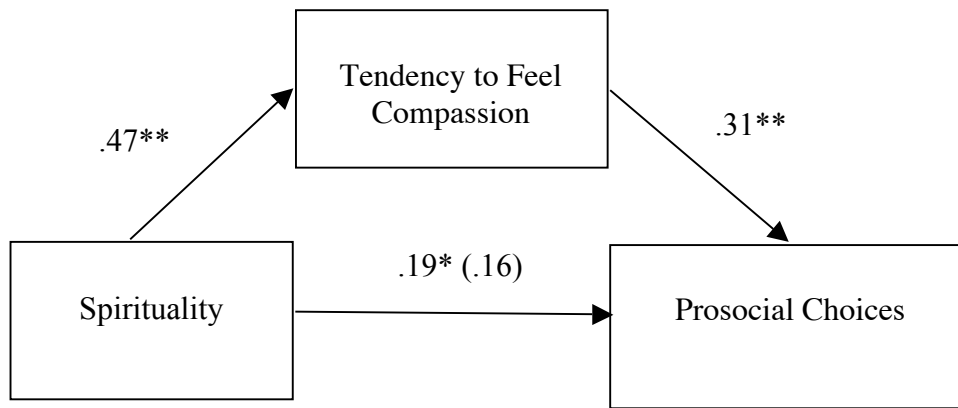 Tendency to Feel
Compassion
.47**
.31**
.19* (.16)
Spirituality
Prosocial Choices